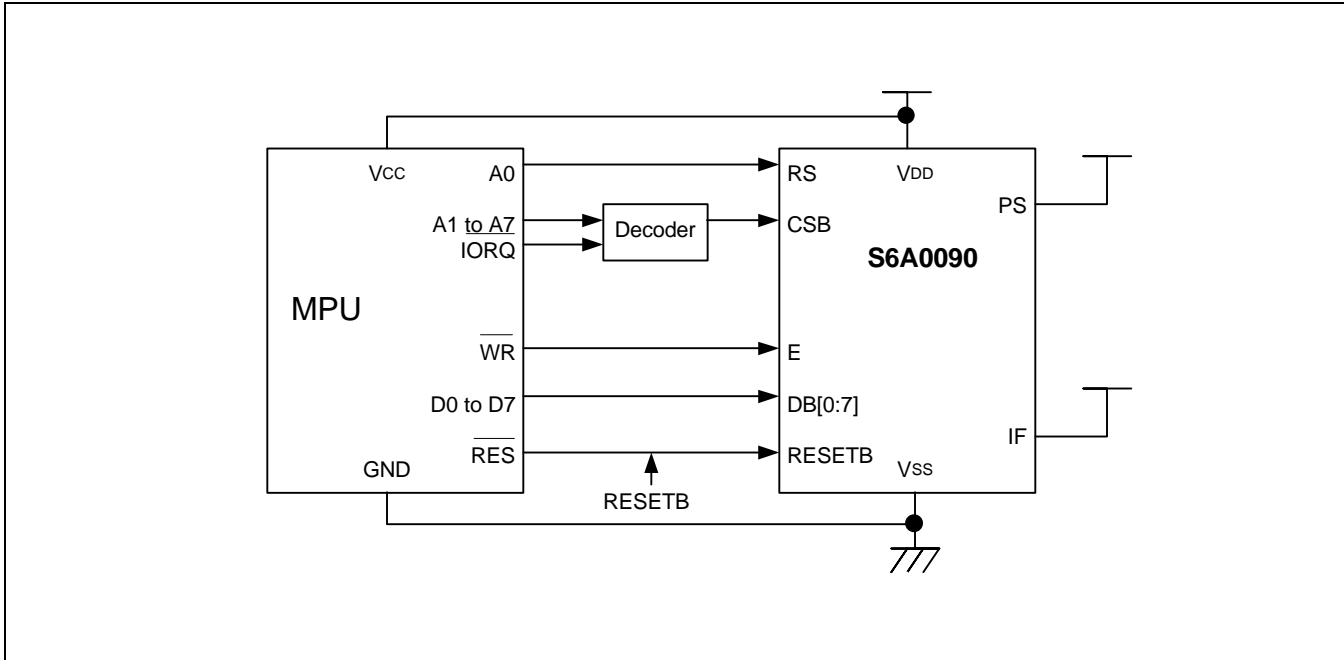 VCC
A0
A1 to A7
IORQ
MPU
WR
D0 to D7
RES
GND
Decoder
RESETB
RS
VDD
CSB
PS
S6A0090
E
DB[0:7]
IF
RESETB
VSS